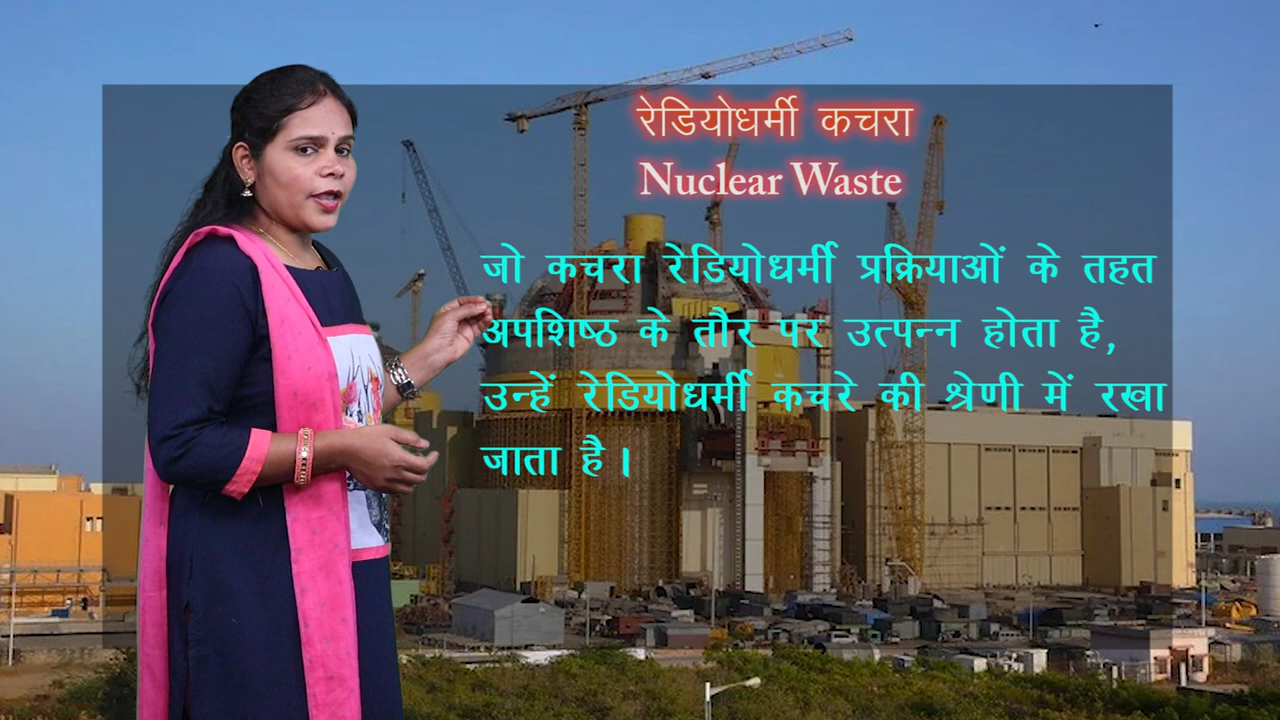 रेडियोधर्मी कचरा
Nuclear Waste
जो कचरा रेडियोधर्मी प्रक्रियाओं के तहत
अपशिष्ठ के तौर पर उत्पन्न होता है,
उन्हें रेडियोधर्मी कचरे की श्रेणी में रखा
जाता है।